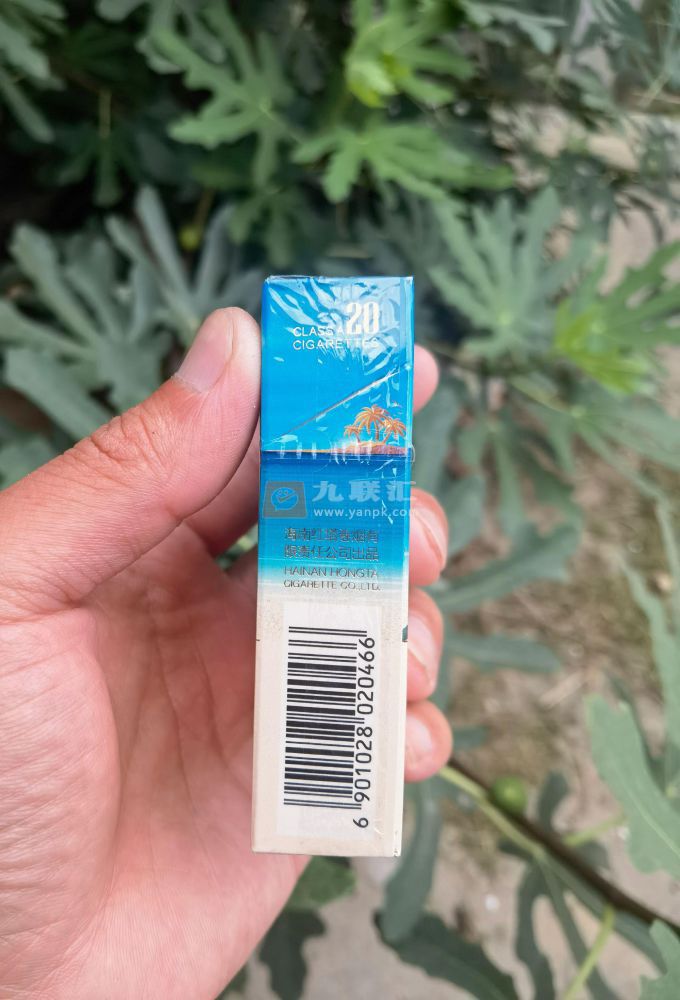 20
CLASS A
CIGARETTES
九联汇
www.yanpk.com
海南红塔卷烟有
限责任公司出品
HAINAN HONGTA
CIGARETTE CO.,LTD.
6 901028 020466